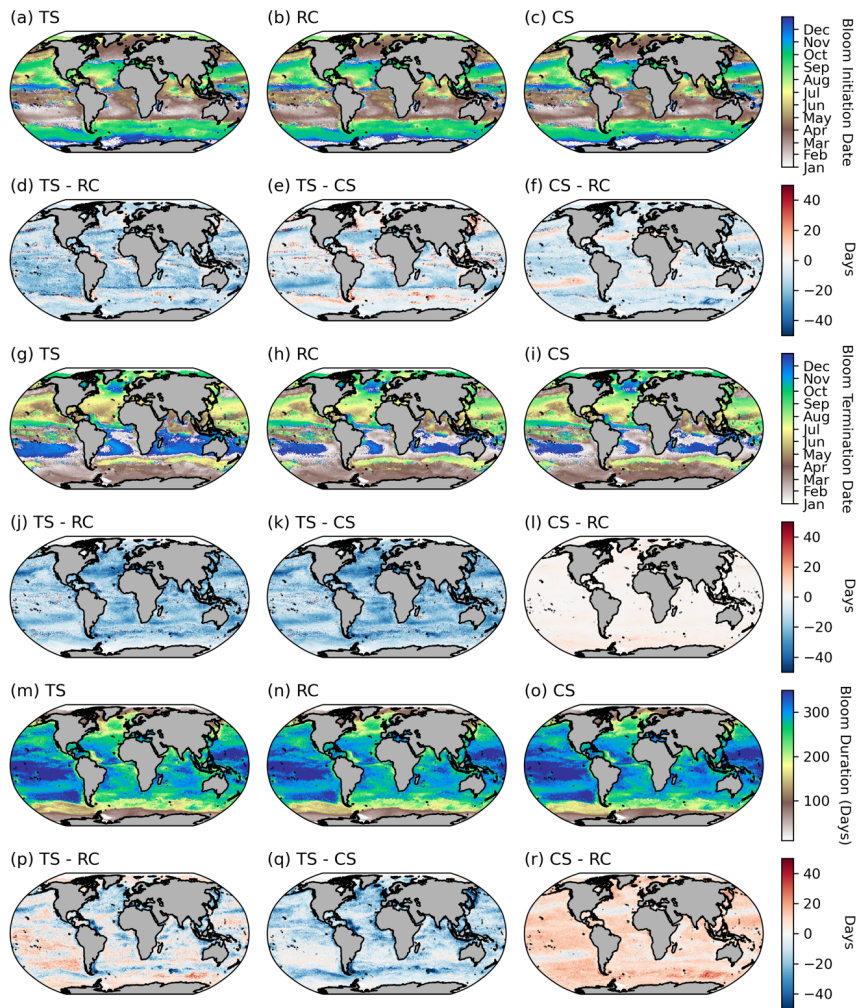 (a) TS
(b) RC
(c) CS
Dec
Nov
Oct
Sep
Aug
Jul
Jun
May
Apr
Mar
Feb
Jan
Bloom Initiation Date
(d) TS - RC
(e) TS - CS
(f) CS - RC
40
20
0
−20
−40
Days
(g) TS
(h) RC
(i) CS
Dec
Nov
Oct
Sep
Aug
Jul
Jun
May
Apr
Mar
Feb
Jan
Bloom Termination Date
(j) TS - RC
(k) TS - CS
(l) CS - RC
40
20
0
−20
−40
Days
(m) TS
(n) RC
(o) CS
300
200
100
Bloom Duration (Days)
(p) TS - RC
(q) TS - CS
(r) CS - RC
40
20
0
−20
−40
Days